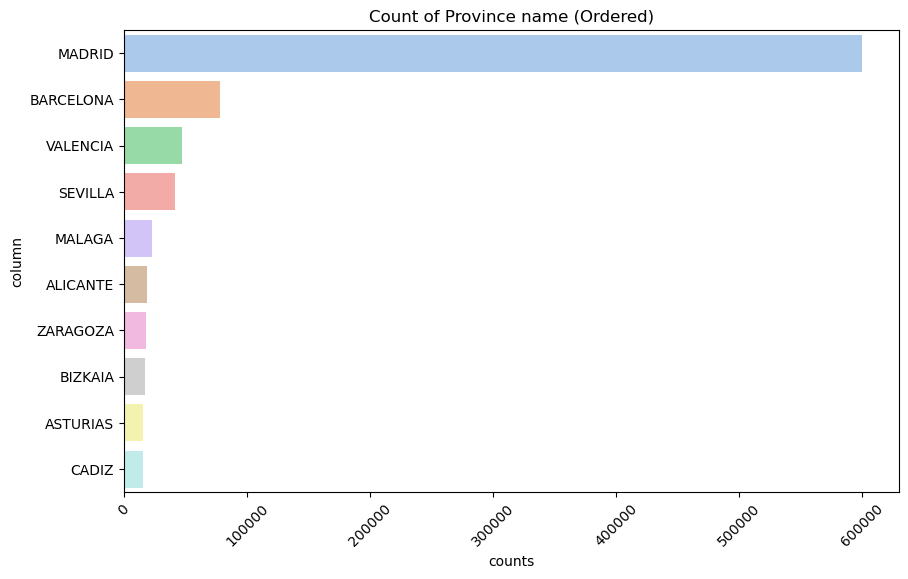 Count of Province name (Ordered)
MADRID
BARCELONA
VALENCIA
SEVILLA
MALAGA
ALICANTE
ZARAGOZA
BIZKAIA
ASTURIAS
CADIZ
column
0
100000
200000
300000
400000
500000
600000
counts